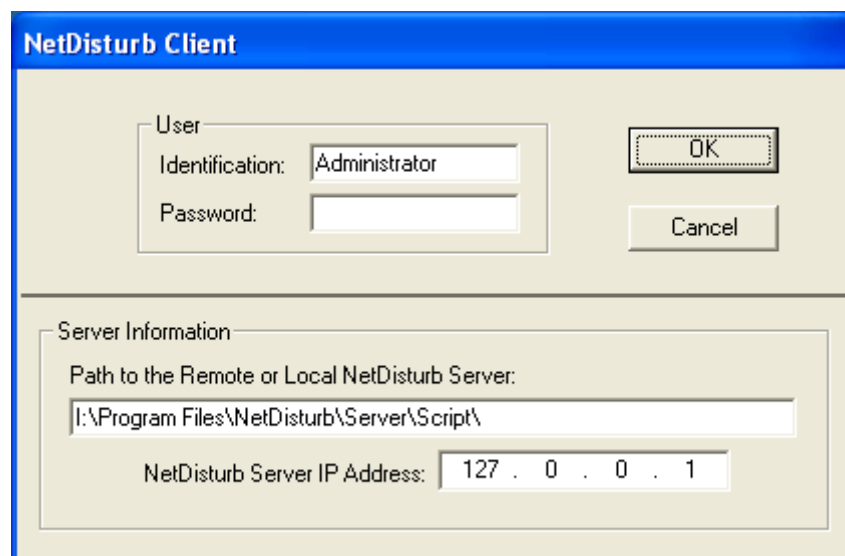 NetDisturb Client
User
Identification: Administrator
OK
Password:
Cancel
Server Information
Path to the Remote or Local NetDisturb Server:
I:\Program Files\NetDisturb\Server\Script\
NetDisturb Server IP Address: 127 . 0 . 0 . 1